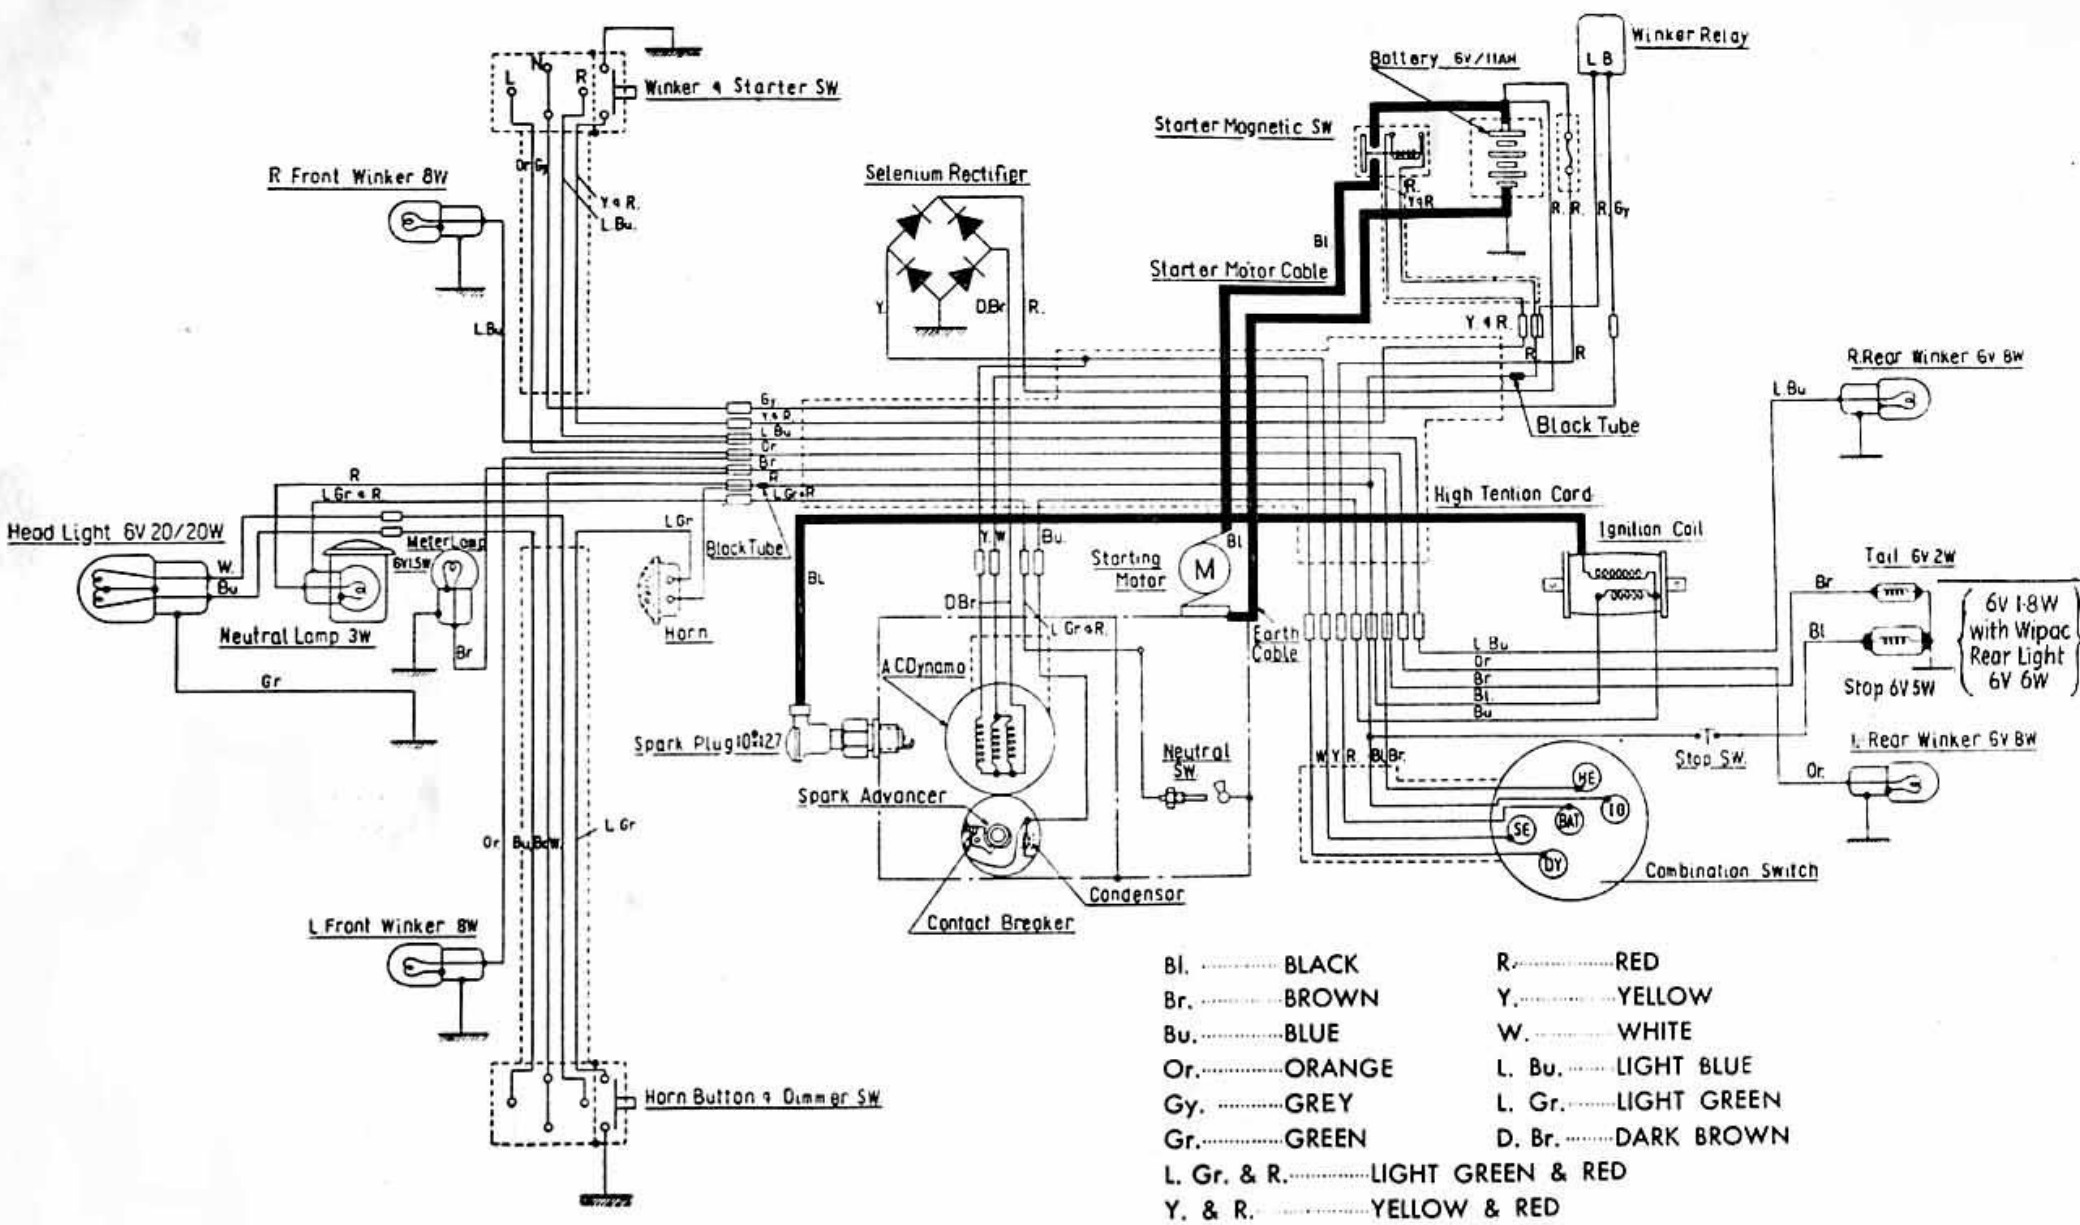 Winker Relay
L B
Battery 6V/11AH
L
N
R
Winker & Starter SW
Starter Magnetic SW
Or Gy
R Front Winker 8W
Selenium Rectifier
Y & R.
L.Bu.
R.
Y&R
R. R. R. Gy
Bl
Starter Motor Cable
Y.
D.Br
R.
L.Bu
Y & R.
R
R
R.Rear Winker 6V 8W
L Bu
Gy
Y & R.
L Bu
Or
Br
R
L.Gr&R
Black Tube
R
L Gr & R
High Tention Cord
Head Light 6V 20/20W
Meter Lamp
6V1.5W
L Gr
Black Tube
Ignition Coil
W.
Bu
Bl
Y W
Bu.
Starting
Motor
M
Bl
Tail 6V 2W
Br
6V 1·8W
with Wipac
Rear Light
6V 6W
Neutral Lamp 3W
Horn
D Br
L Gr&R.
Earth
Cable
Bl
Br
Gr
A C Dynamo
L Bu
Or
Br
Bl.
Bu
Stop 6V 5W
Spark Plug
Neutral
SW.
W Y R Bl Br.
Stop SW.
L Rear Winker 6V 8W
Or.
Spark Advancer
HE
IG
BAT
SE
DY
L Gr
Or
Combination Switch
Condensor
L Front Winker 8W
Contact Breaker
Horn Button & Dimmer SW
Bl. BLACK
R. RED
Br. BROWN
Y. YELLOW
Bu. BLUE
W. WHITE
Or. ORANGE
L. Bu. LIGHT BLUE
Gy. GREY
L. Gr. LIGHT GREEN
Gr. GREEN
D. Br. DARK BROWN
L. Gr. & R. LIGHT GREEN & RED
Y. & R. YELLOW & RED